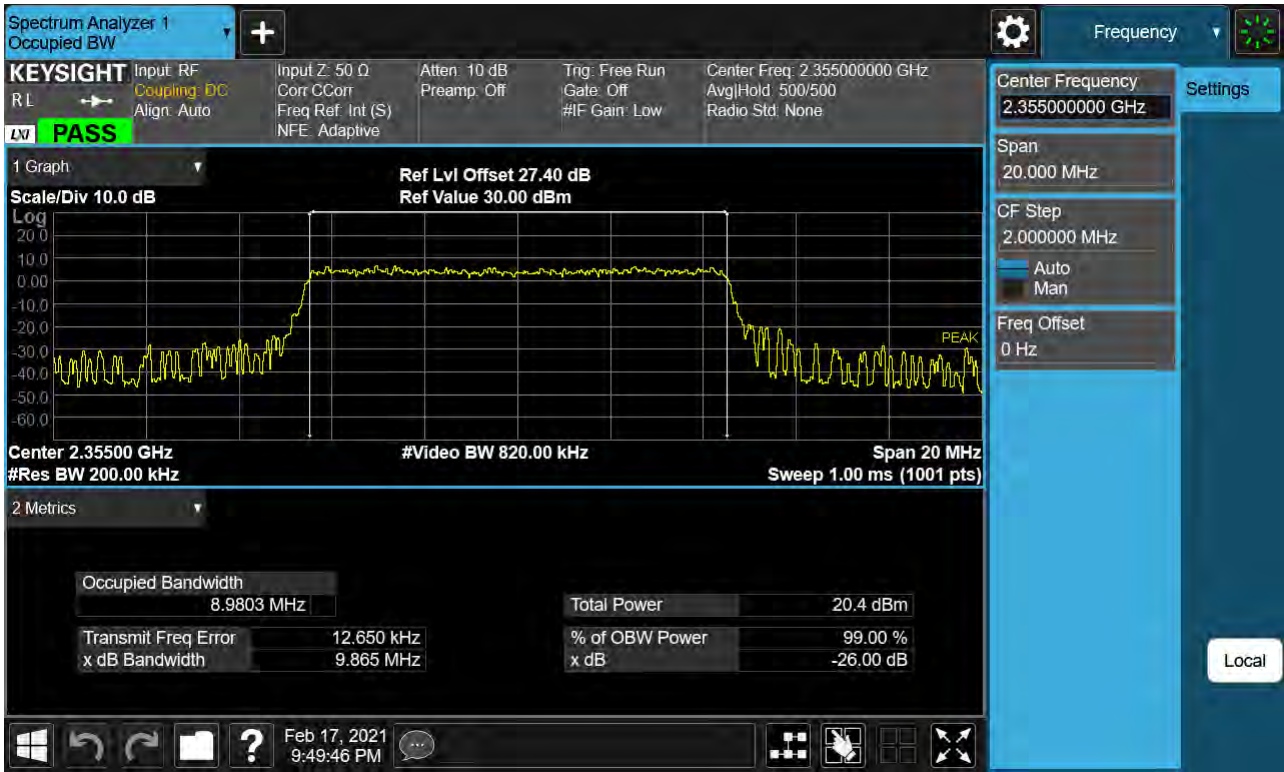 Spectrum Analyzer 1
Occupied BW
+
Frequency
KEYSIGHT
R L
LXI
PASS
Input: RF
Coupling: DC
Align: Auto
Input Z: 50 Ω
Corr CCorr
Freq Ref: Int (S)
NFE: Adaptive
Atten: 10 dB
Preamp: Off
Trig: Free Run
Gate: Off
#IF Gain: Low
Center Freq: 2.355000000 GHz
Avg|Hold: 500/500
Radio Std: None
Center Frequency
2.355000000 GHz
Settings
Span
20.000 MHz
CF Step
2.000000 MHz
Auto
Man
Freq Offset
0 Hz
1 Graph
Scale/Div 10.0 dB
Ref Lvl Offset 27.40 dB
Ref Value 30.00 dBm
Log
20.0
10.0
0.00
-10.0
-20.0
-30.0
-40.0
-50.0
-60.0
PEAK
Center 2.35500 GHz
#Res BW 200.00 kHz
#Video BW 820.00 kHz
Span 20 MHz
Sweep 1.00 ms (1001 pts)
2 Metrics
Occupied Bandwidth
8.9803 MHz
Transmit Freq Error 12.650 kHz
x dB Bandwidth 9.865 MHz
Total Power 20.4 dBm
% of OBW Power 99.00 %
x dB -26.00 dB
Local
?
Feb 17, 2021
9:49:46 PM